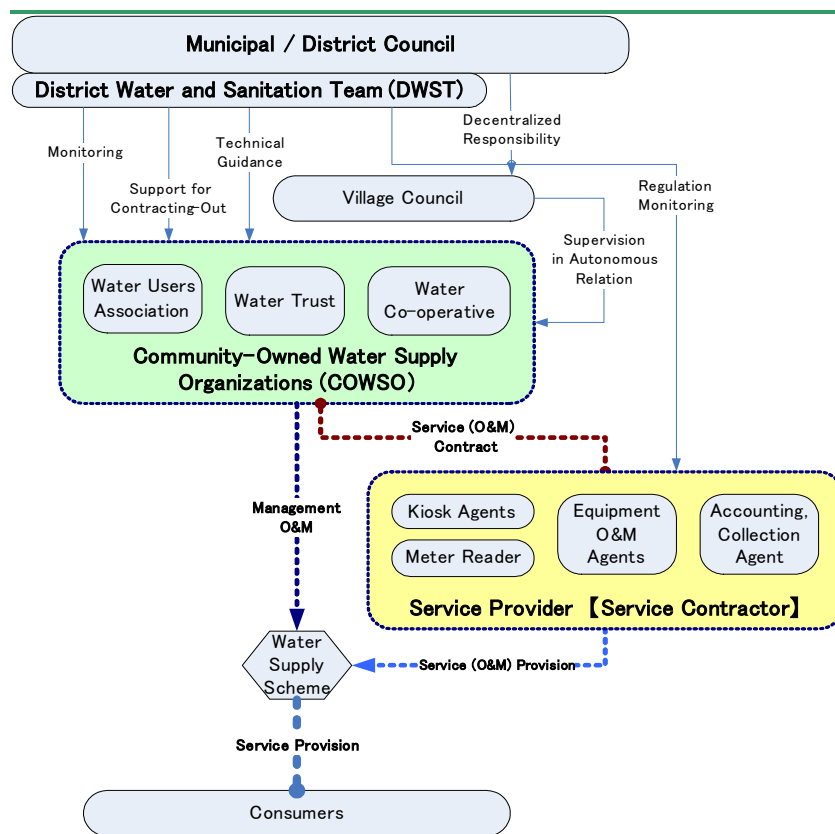 Municipal / District Council
District Water and Sanitation Team (DWST)
Monitoring
Support for
Contracting-Out
Technical
Guidance
Decentralized
Responsibility
Village Council
Regulation
Monitoring
Supervision
in Autonomous
Relation
Water Users
Association
Water Trust
Water
Co-operative
Community-Owned Water Supply
Organizations (COWSO)
Service (O&M)
Contract
Management
O&M
Kiosk Agents
Meter Reader
Equipment
O&M
Agents
Accounting,
Collection
Agent
Service Provider 【Service Contractor】
Water
Supply
Scheme
Service (O&M) Provision
Service Provision
Consumers